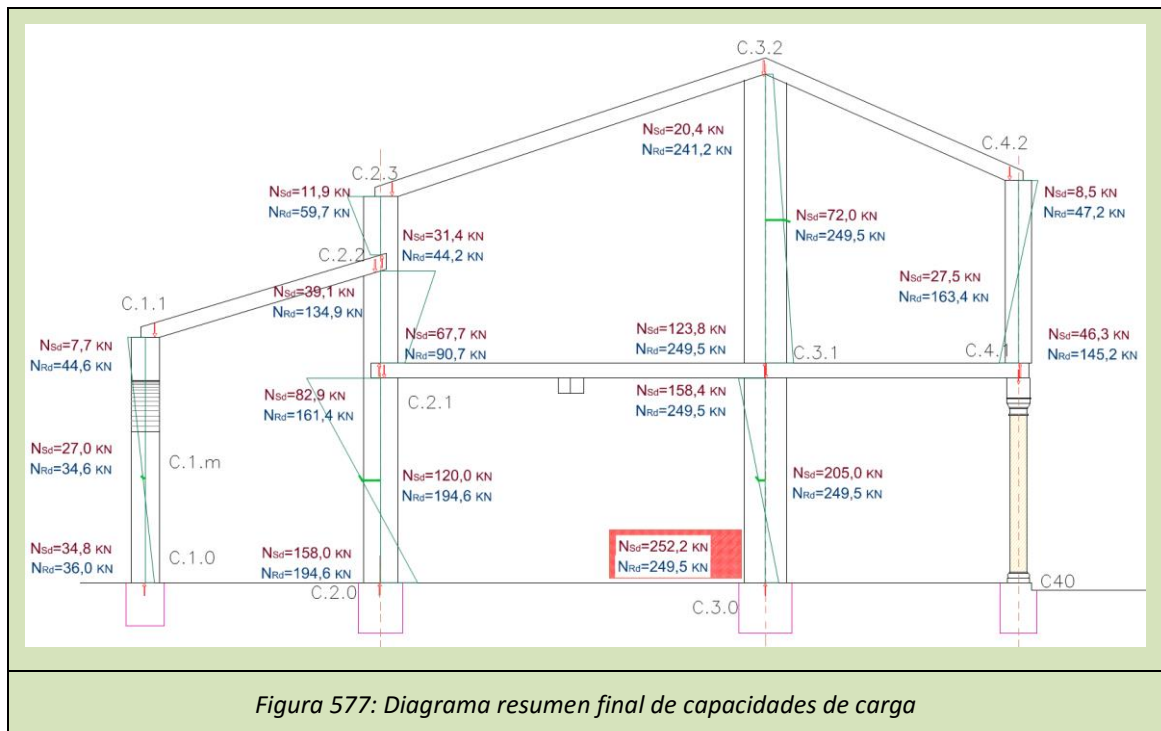 C.3.2
NSd=20,4 KN
NRd=241,2 KN
C.4.2
C.2.3
NSd=11,9 KN
NRd=59,7 KN
NSd=8,5 KN
NRd=47,2 KN
NSd=72,0 KN
NRd=249,5 KN
NSd=31,4 KN
NRd=44,2 KN
C.2.2
NSd=27,5 KN
NRd=163,4 KN
NSd=39,1 KN
NRd=134,9 KN
C.1.1
NSd=7,7 KN
NRd=44,6 KN
NSd=67,7 KN
NRd=90,7 KN
NSd=123,8 KN
NRd=249,5 KN
C.3.1
C.4.1
NSd=46,3 KN
NRd=145,2 KN
NSd=82,9 KN
NRd=161,4 KN
C.2.1
NSd=158,4 KN
NRd=249,5 KN
NSd=27,0 KN
NRd=34,6 KN
C.1.m
NSd=120,0 KN
NRd=194,6 KN
NSd=205,0 KN
NRd=249,5 KN
NSd=34,8 KN
NRd=36,0 KN
C.1.0
NSd=158,0 KN
NRd=194,6 KN
C.2.0
NSd=252,2 KN
NRd=249,5 KN
C.3.0
C40
Figura 577: Diagrama resumen final de capacidades de carga